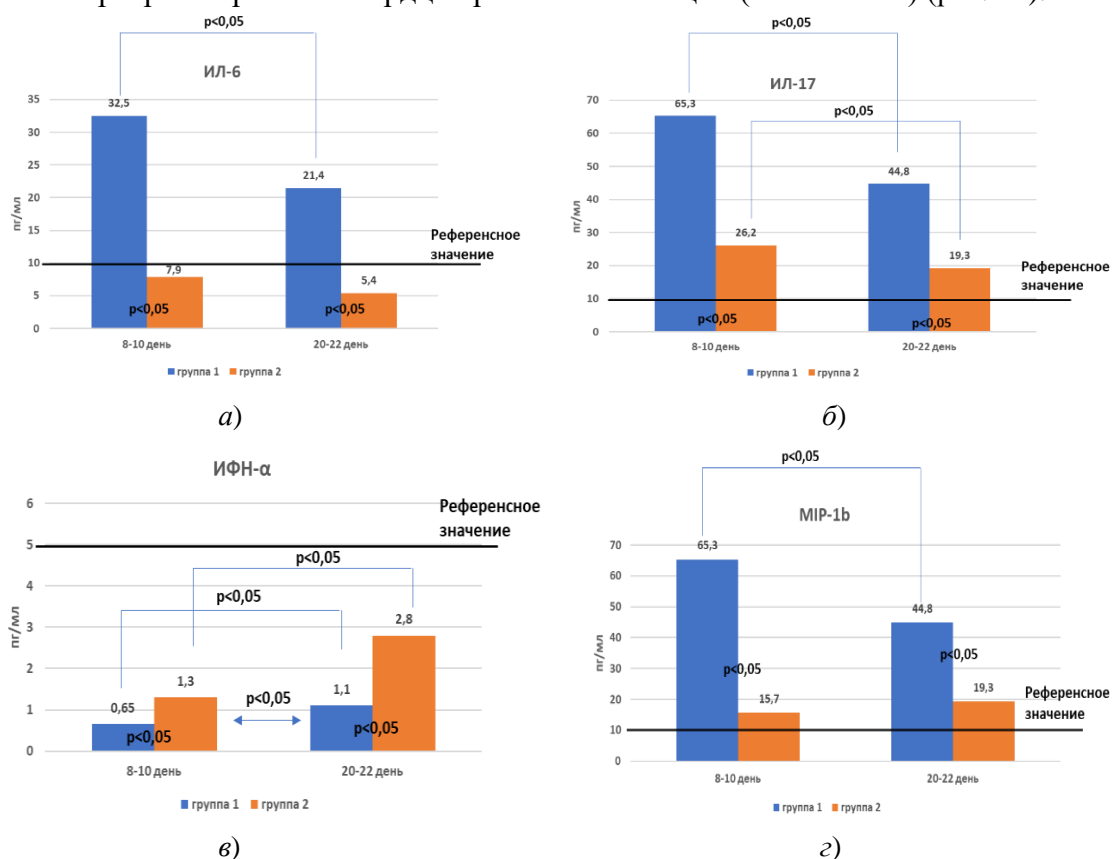 р<0,05
ИЛ-6
35
30
25
20
15
10
5
0
пг/мл
32,5
7,9
21,4
5,4
Референсное
значение
р<0,05
р<0,05
8-10 день
20-22 день
группа 1
группа 2
а)
р<0,05
ИЛ-17
р<0,05
70
60
50
40
30
20
10
0
пг/мл
65,3
26,2
44,8
19,3
Референсное
значение
р<0,05
р<0,05
8-10 день
20-22 день
группа 1
группа 2
б)
ИФН-α
6
5
4
3
2
1
0
пг/мл
Референсное
значение
р<0,05
р<0,05
0,65
1,3
1,1
2,8
р<0,05
р<0,05
р<0,05
8-10 день
20-22 день
группа 1
группа 2
в)
р<0,05
MIP-1b
70
60
50
40
30
20
10
0
пг/мл
65,3
15,7
44,8
19,3
р<0,05
р<0,05
Референсное
значение
8-10 день
20-22 день
группа 1
группа 2
г)